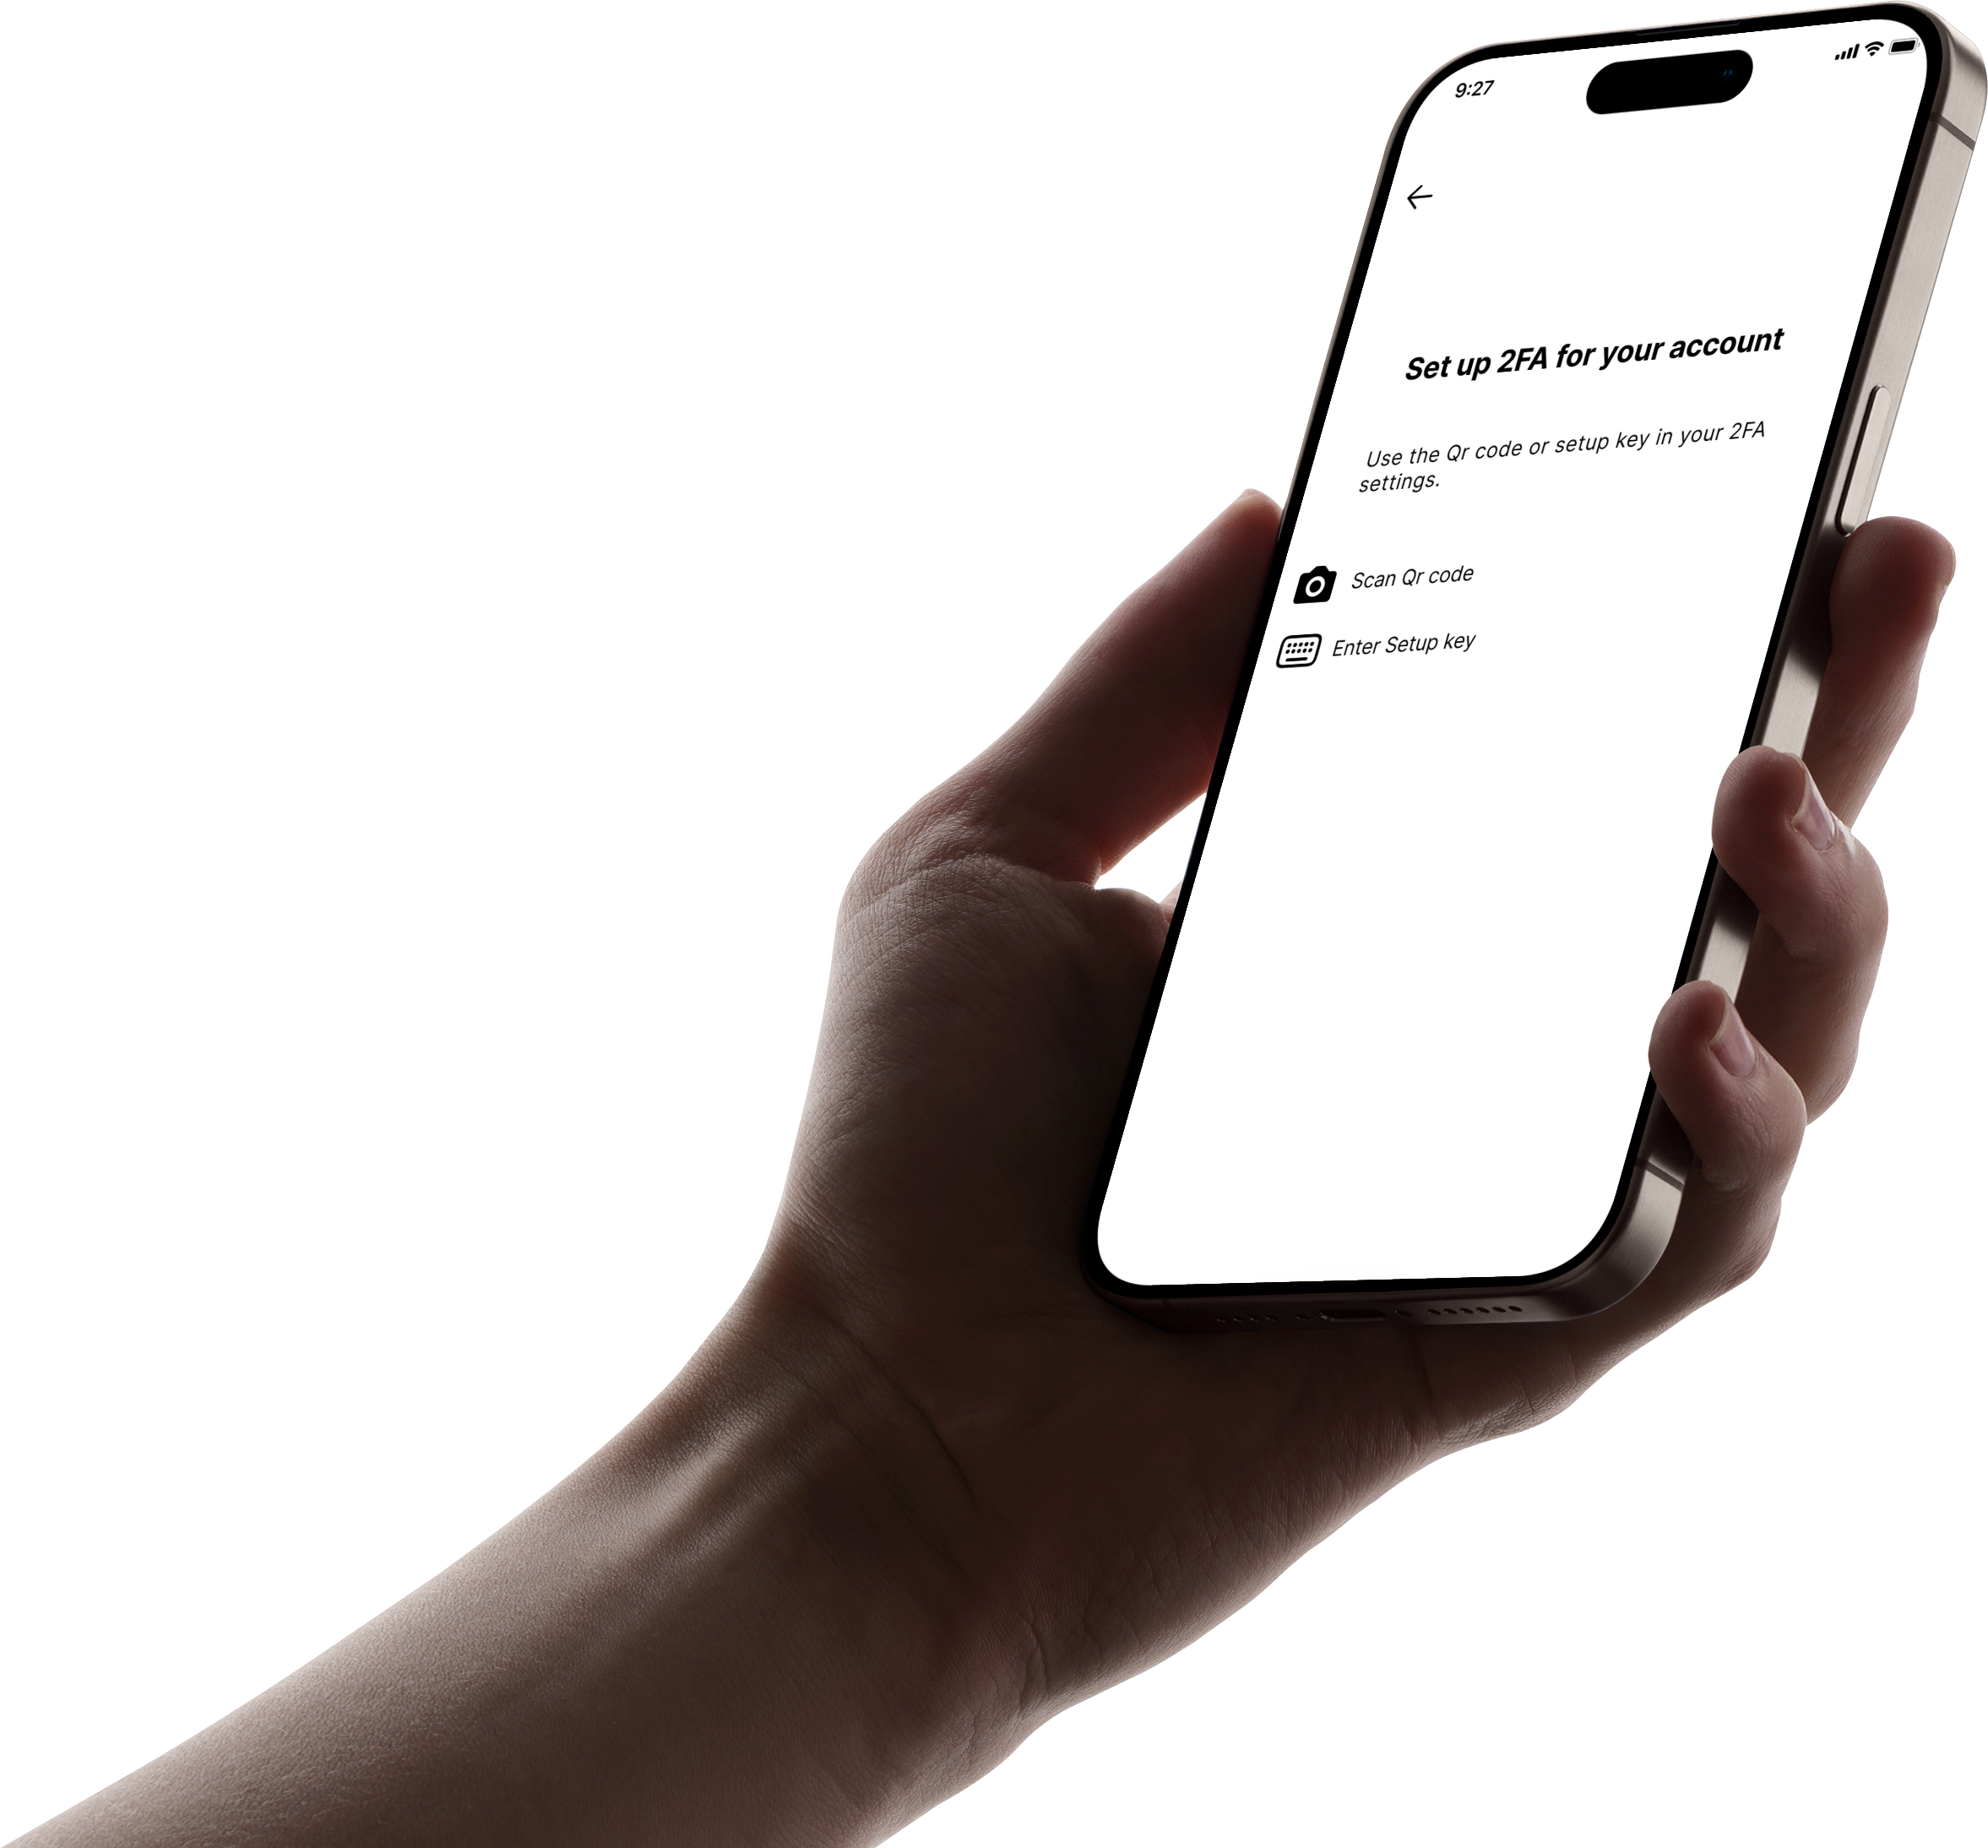 9:27
Set up 2FA for your account
Use the Qr code or setup key in your 2FA
settings.
Scan Qr code
Enter Setup key